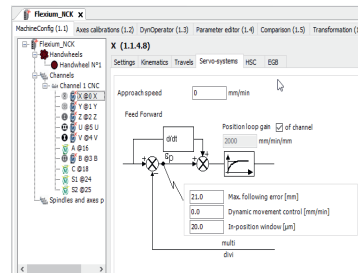 Flexium_NCK X
MachineConfig (1.1) Axes calibrations (1.2) DynOperator (1.3) Parameter editor (1.4) Comparison (1.5) Transformation (1
Flexium_NCK
Handwheels
Handwheel N°1
Channels
Channel 1 CNC
X @0 X
Y @1 Y
Z @2 Z
U @5 U
V @4 V
A @16
B @3 B
C @18
S1 @24
S2 @25
Spindles and axes p
X (1.1.4.8)
Settings Kinematics Travels Servo-systems HSC EGB
Approach speed 0 mm/min
Feed Forward
d/dt
Position loop gain of channel
2000 mm/min/mm
εp
21.0 Max. following error [mm]
0.0 Dynamic movement control [mm/min]
20.0 In-position window [µm]
multi
divi